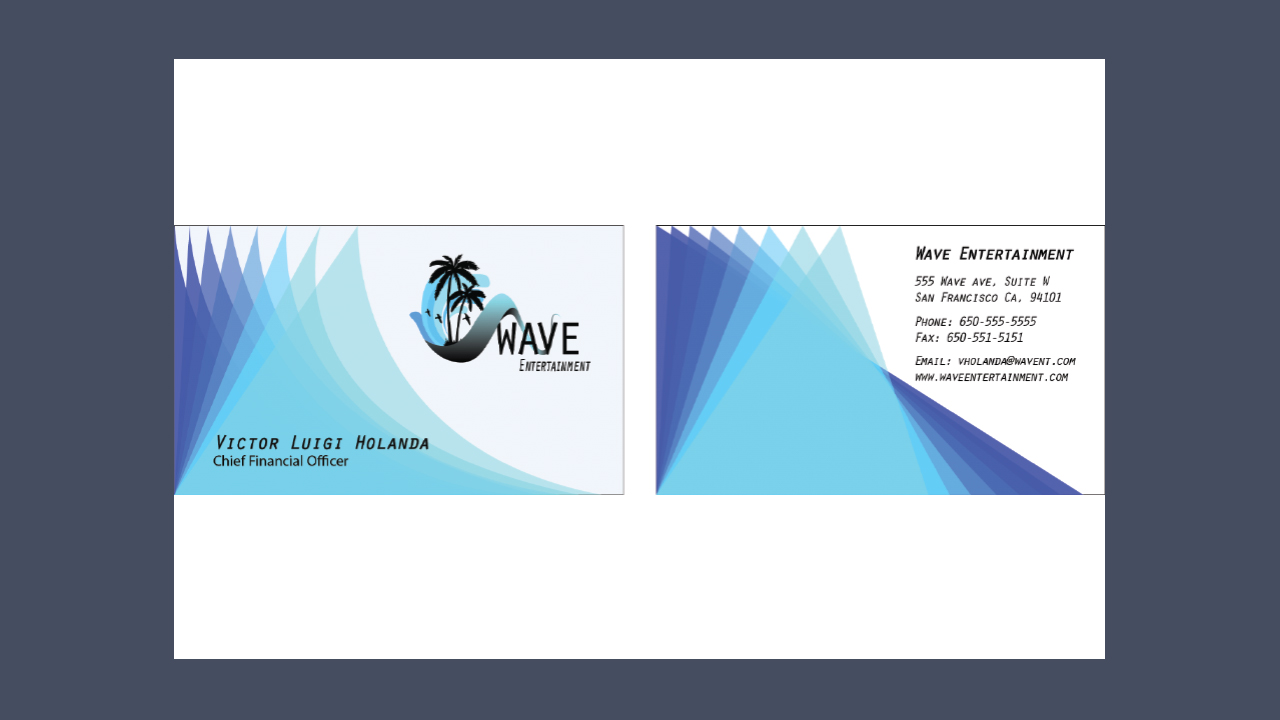 WAVE
ENTERTAINMENT
VICTOR LUIGI HOLANDA
Chief Financial Officer
WAVE ENTERTAINMENT
555 WAVE AVE, SUITE W
SAN FRANCISCO CA, 94101
PHONE: 650-555-5555
FAX: 650-551-5151
EMAIL: VHOLANDA@WAVENT.COM
WWW.WAVEENTERTAINMENT.COM